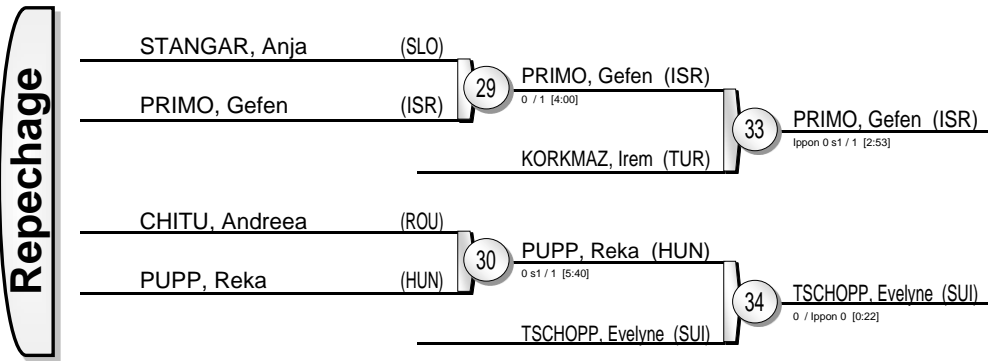 Repechage
STANGAR, Anja (SLO)
PRIMO, Gefen (ISR)
29
PRIMO, Gefen (ISR)
0 / 1 [4:00]
KORKMAZ, Irem (TUR)
33
PRIMO, Gefen (ISR)
Ippon 0 s1 / 1 [2:53]
CHITU, Andreea (ROU)
PUPP, Reka (HUN)
30
PUPP, Reka (HUN)
0 s1 / 1 [5:40]
TSCHOPP, Evelyne (SUI)
34
TSCHOPP, Evelyne (SUI)
0 / Ippon 0 [0:22]